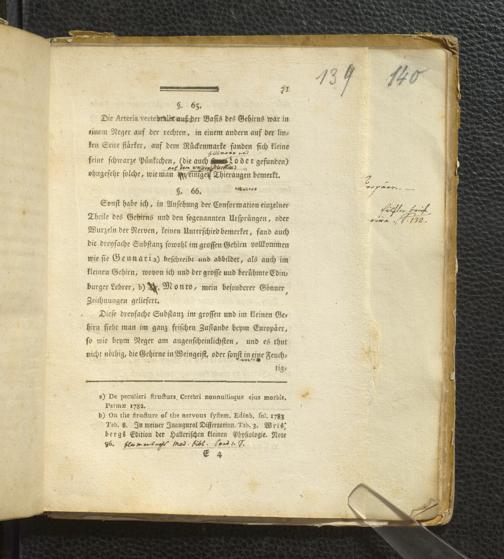 139 140
71
§. 65.
Die Arteria vertebralis auf der Basis des Gehirns war in
einem Neger auf der rechten, in einem andern auf der lin-
ken Seite stärker, auf dem Rückenmarke fanden sich kleine
feine schwarze Pünktchen, (die auch Loder gefunden)
ohngefehr solche, wie man einigen Thieraugen bemerkt.
§. 66.
Sonst habe ich, in Ansehung der Conformation einzelner
Theile des Gehirns und den sogenannten Ursprüngen, oder
Wurzeln der Nerven, keinen Unterschied bemerket, fand auch
die dreyfache Substanz sowohl im grossen Gehirn vollkommen
wie sie Gennari a) beschreibt und abbildet, als auch im
kleinen Gehirn, wovon ich und der grosse und berühmte Edin-
burger Lehrer, b) Monro, mein besonderer Gönner,
Zeichnungen geliefert.
Diese dreyfache Substanz im grossen und im kleinen Ge-
hirn sieht man im ganz frischen Zustande beym Europäer,
so wie beym Neger am augenscheinlichsten, und es thut
nicht nöthig, die Gehirne in Weingeist, oder sonst in eine Feuch-
tig-
a) De peculiari structura Cerebri nonnullisque ejus morbis,
Parmæ 1782.
b) On the structure of the nervous system, Edinb. fol. 1783
Tab. 8. In meiner Inaugural Dissertation. Tab. 3. Wris-
bergs Edition der Hallerischen kleinen Physiologie. Note
96. Blumenbachs Med. Bibl.
E 4